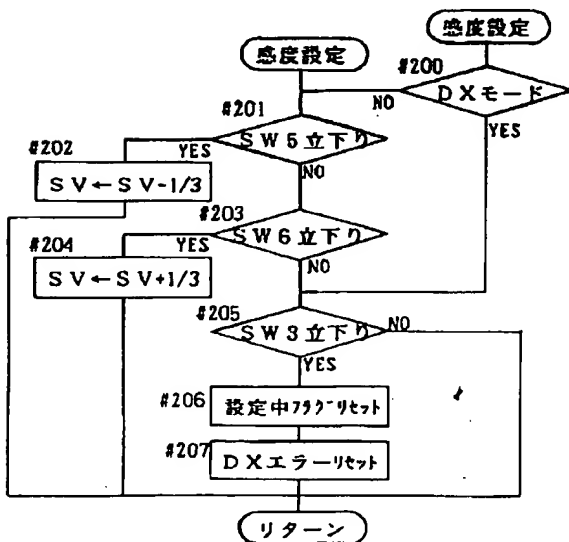 感度設定
感度設定
#200
DXモード
NO
YES
#201
SW5立下り
YES
NO
#202
SV←SV-1/3
#203
SW6立下り
YES
NO
#204
SV←SV+1/3
#205
SW3立下り
NO
YES
#206
設定中フラグリセット
#207
DXエラーリセット
リターン